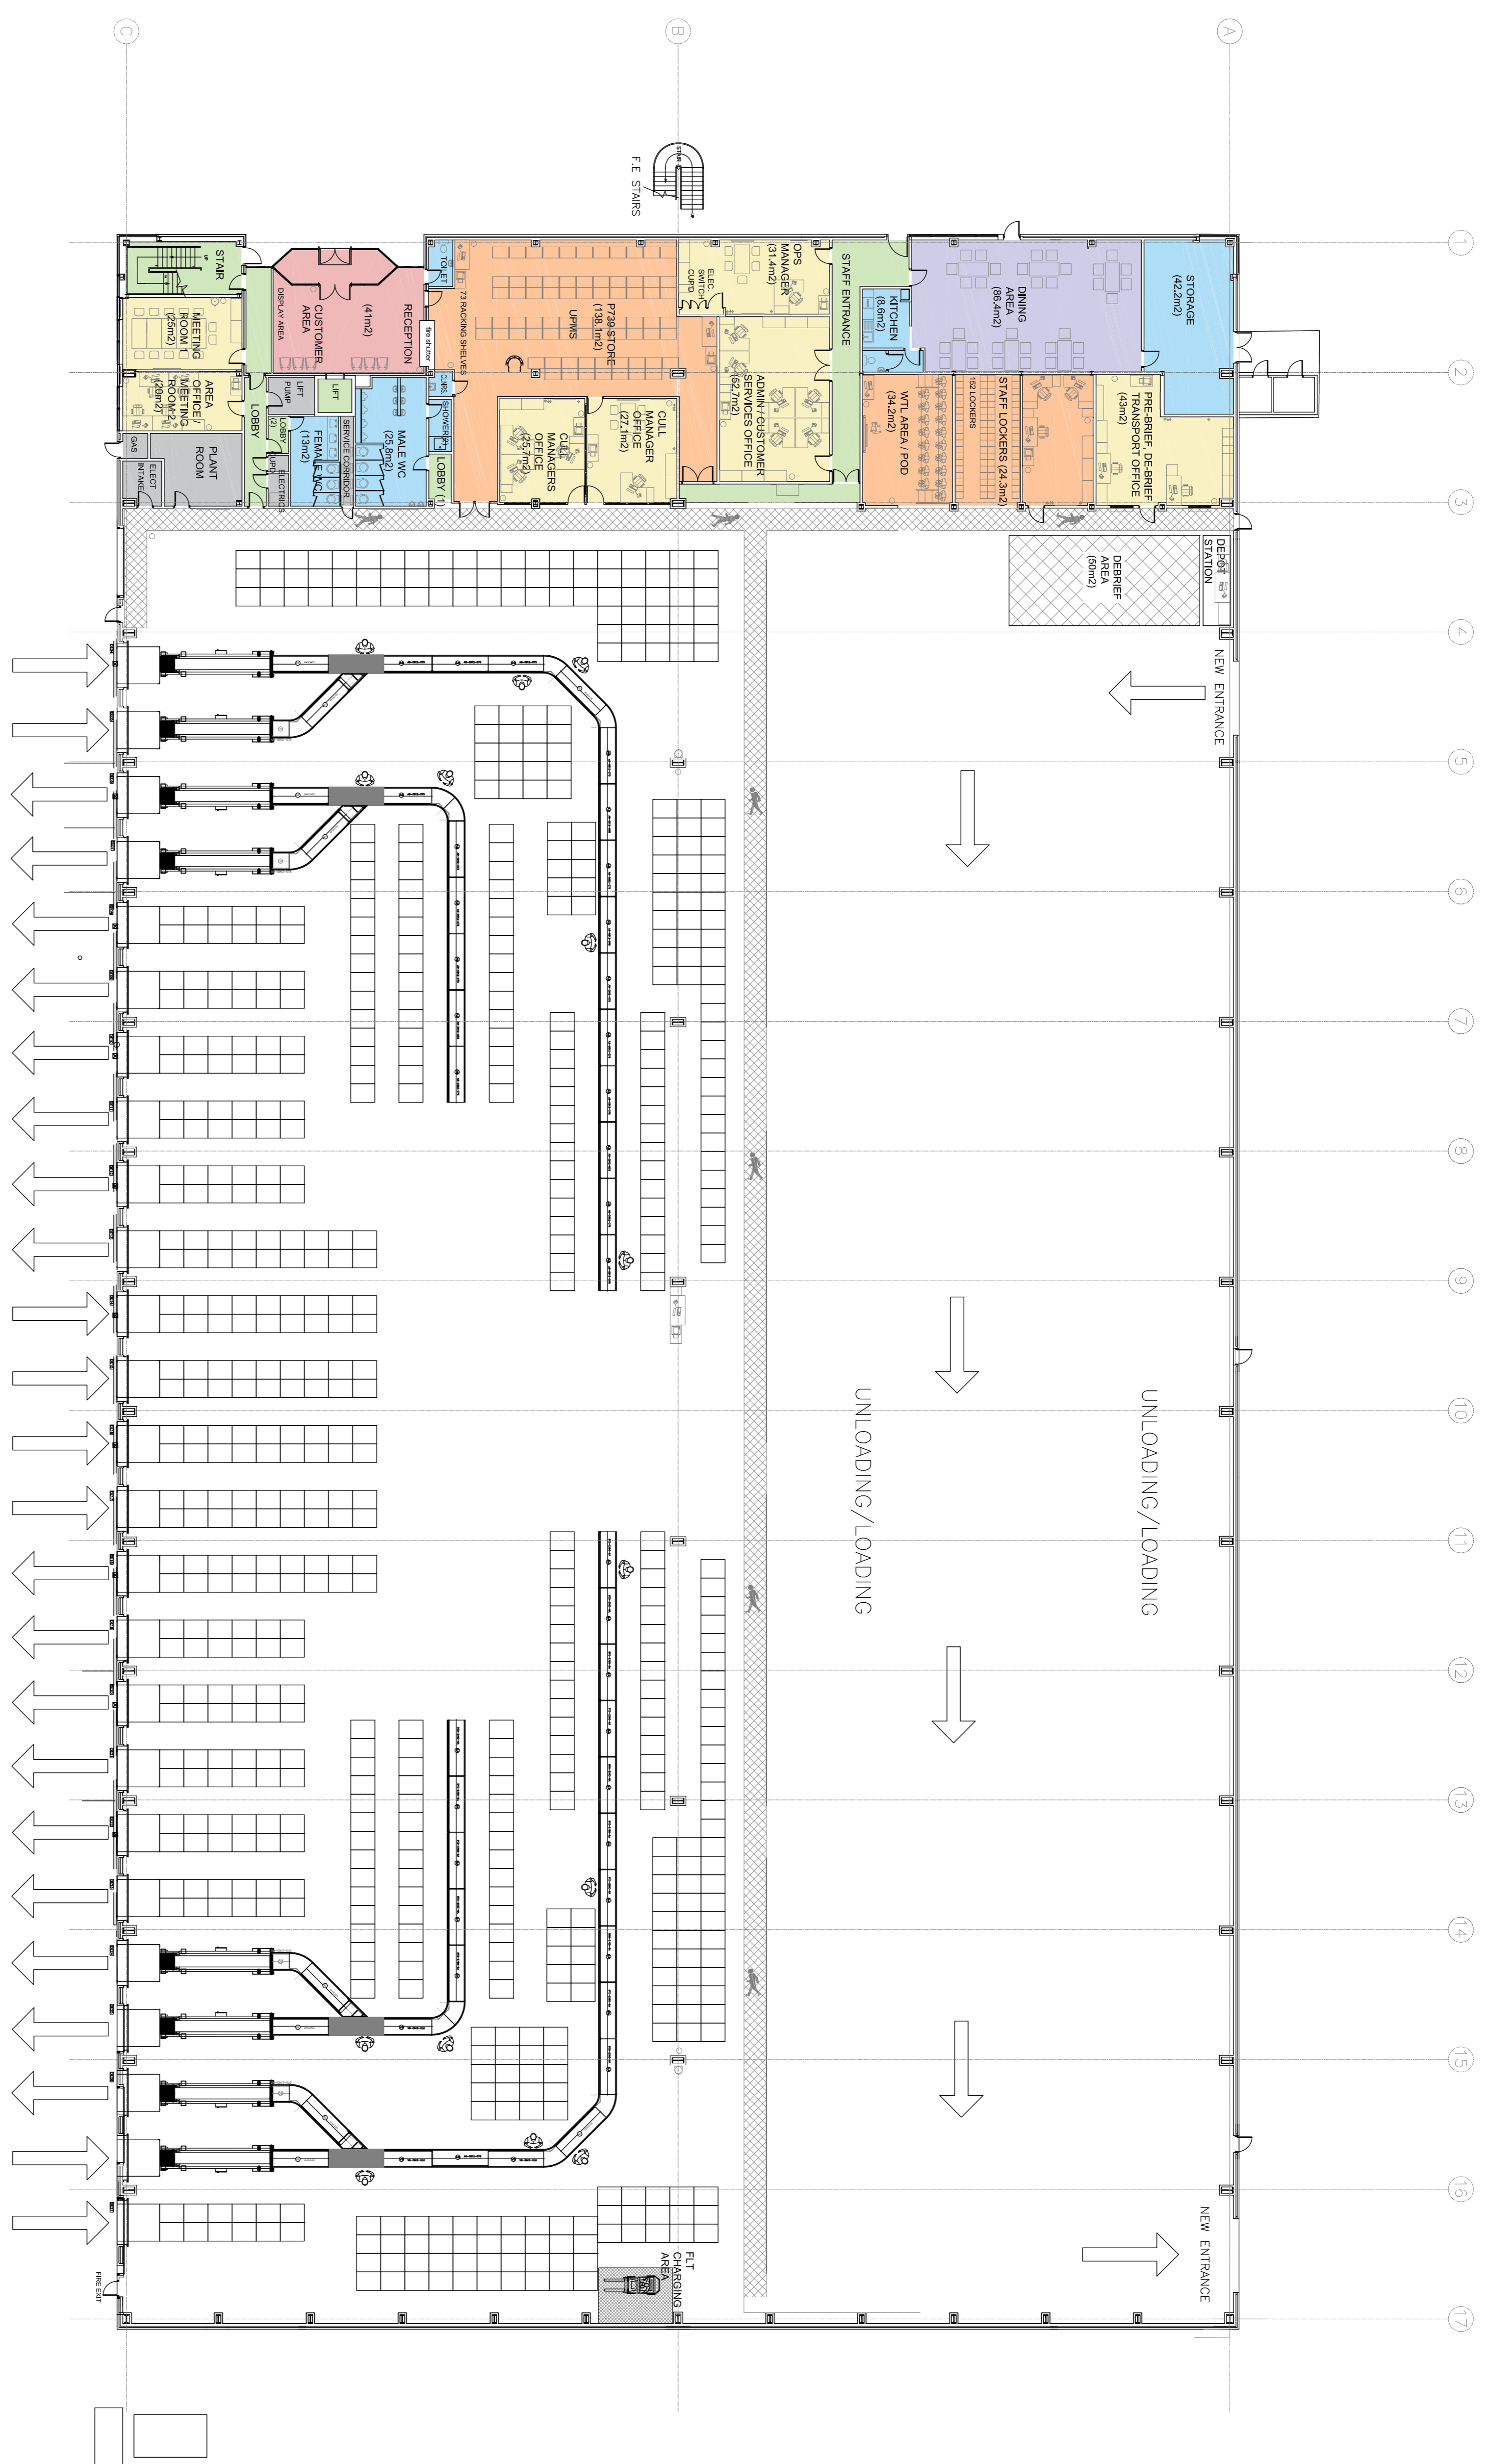 C
B
A
1
2
3
4
5
6
7
8
9
10
11
12
13
14
15
16
17
STAIR
UP
F.E STAIRS
STAIR
UP
MEETING
ROOM 1
(25m2)
AREA
OFFICE /
MEETING
ROOM 2
(20m2)
GAS
ELECT
INTAKE
PLANT
ROOM
LOBBY
DISPLAY AREA
CUSTOMER
AREA
RECEPTION
(41m2)
fire shutter
TOILET
LIFT
LIFT
PUMP
LOBBY
(2)
CUPD
ELECTRICS
FEMALE WC
(13m2)
SERVICE CORRIDOR
MALE WC
(25,8m2)
CLNRS.
SHOWER
LOBBY (1)
73 RACKING SHELVES
P739 STORE
(138.1m2)
UPMS
CULL
MANAGERS
OFFICE
(25,7m2)
CULL
MANAGER
OFFICE
(27,1m2)
OPS
MANAGER
(31.4m2)
ELEC.
SWITCH
CUP'D
ADMIN / CUSTOMER
SERVICES OFFICE
(52,7m2)
STAFF ENTRANCE
KITCHEN
(8,6m2)
DINING
AREA
(86.4m2)
STORAGE
(42.2m2)
WTL AREA / POD
(34.2m2)
152 LOCKERS
STAFF LOCKERS (24.3m2)
PRE-BRIEF DE-BRIEF
TRANSPORT OFFICE
(43m2)
DEBRIEF
AREA
(50m2)
DEPOT
STATION
NEW ENTRANCE
UNLOADING/LOADING
UNLOADING/LOADING
NEW ENTRANCE
FLT
CHARGING
AREA
FIRE EXIT